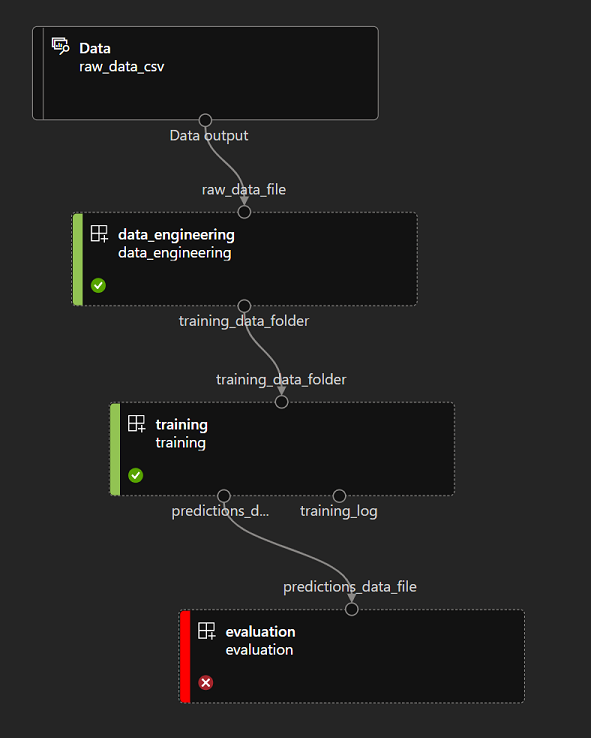 Data
raw_data_csv
Data output
raw_data_file
data_engineering
data_engineering
training_data_folder
training_data_folder
training
training
predictions_d...
training_log
predictions_data_file
evaluation
evaluation